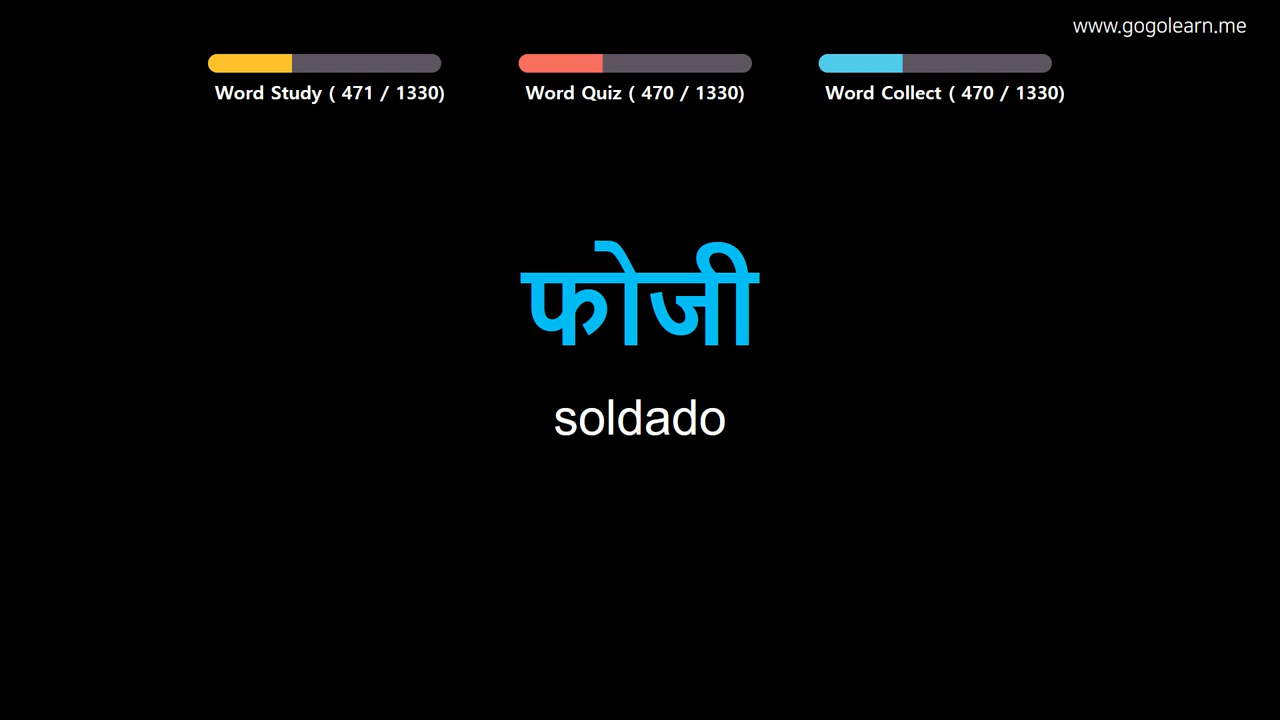 www.gogolearn.me
Word Study ( 471 / 1330)
Word Quiz ( 470 / 1330)
Word Collect ( 470 / 1330)
फोजी
soldado